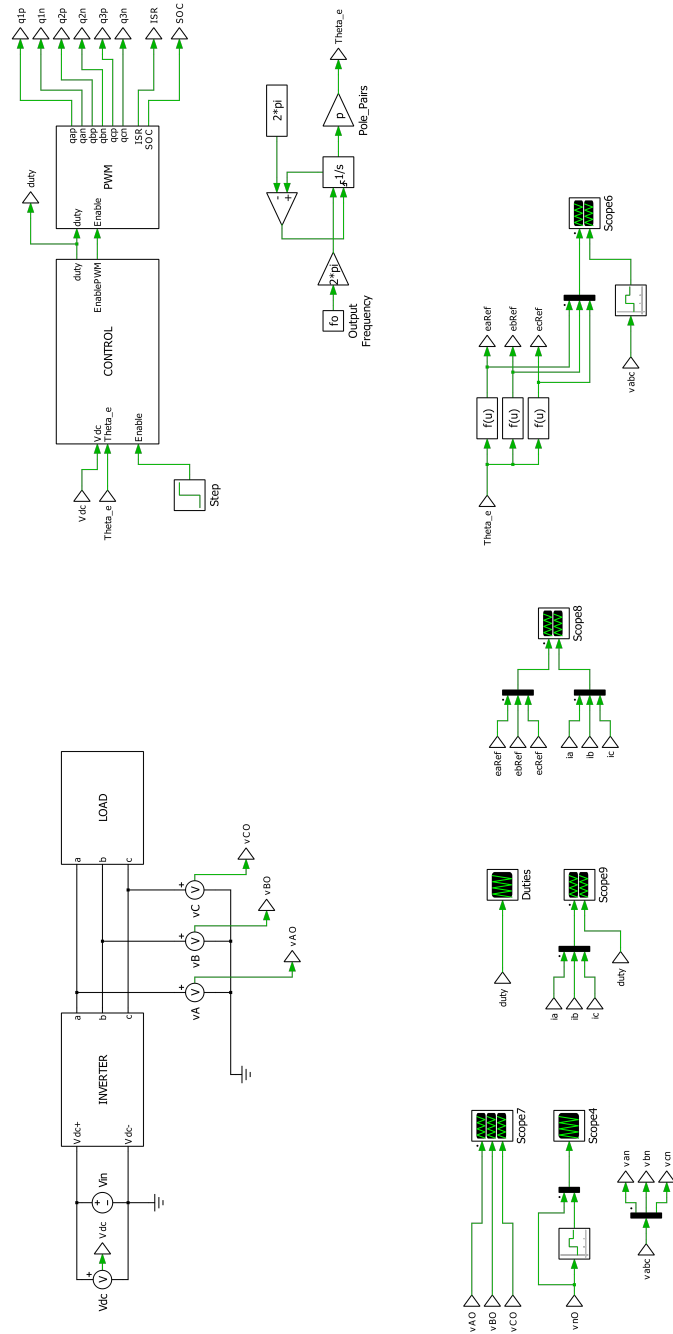 Vdc
Vdc
Vin
+
+
−
V
INVERTER
Vdc+
Vdc-
a
b
c
LOAD
a
b
c
vA
vB
vC
+
+
+
V
V
V
vAO
vBO
vCO
Vdc
Theta_e
Step
CONTROL
Vdc
Theta_e
Enable
duty
EnablePWM
duty
PWM
duty
Enable
qap
qan
qbp
qbn
qcp
qcn
ISR
SOC
q1p
q1n
q2p
q2n
q3p
q3n
ISR
SOC
fo
Output
Frequency
2*pi
2*pi
-
+
1/s
p
Pole_Pairs
Theta_e
vAO
vBO
vCO
Scope7
vnO
Scope4
vabc
van
vbn
vcn
duty
Duties
ia
ib
ic
duty
Scope9
eaRef
ebRef
ecRef
ia
ib
ic
Scope8
Theta_e
f(u)
f(u)
f(u)
eaRef
ebRef
ecRef
vabc
Scope6